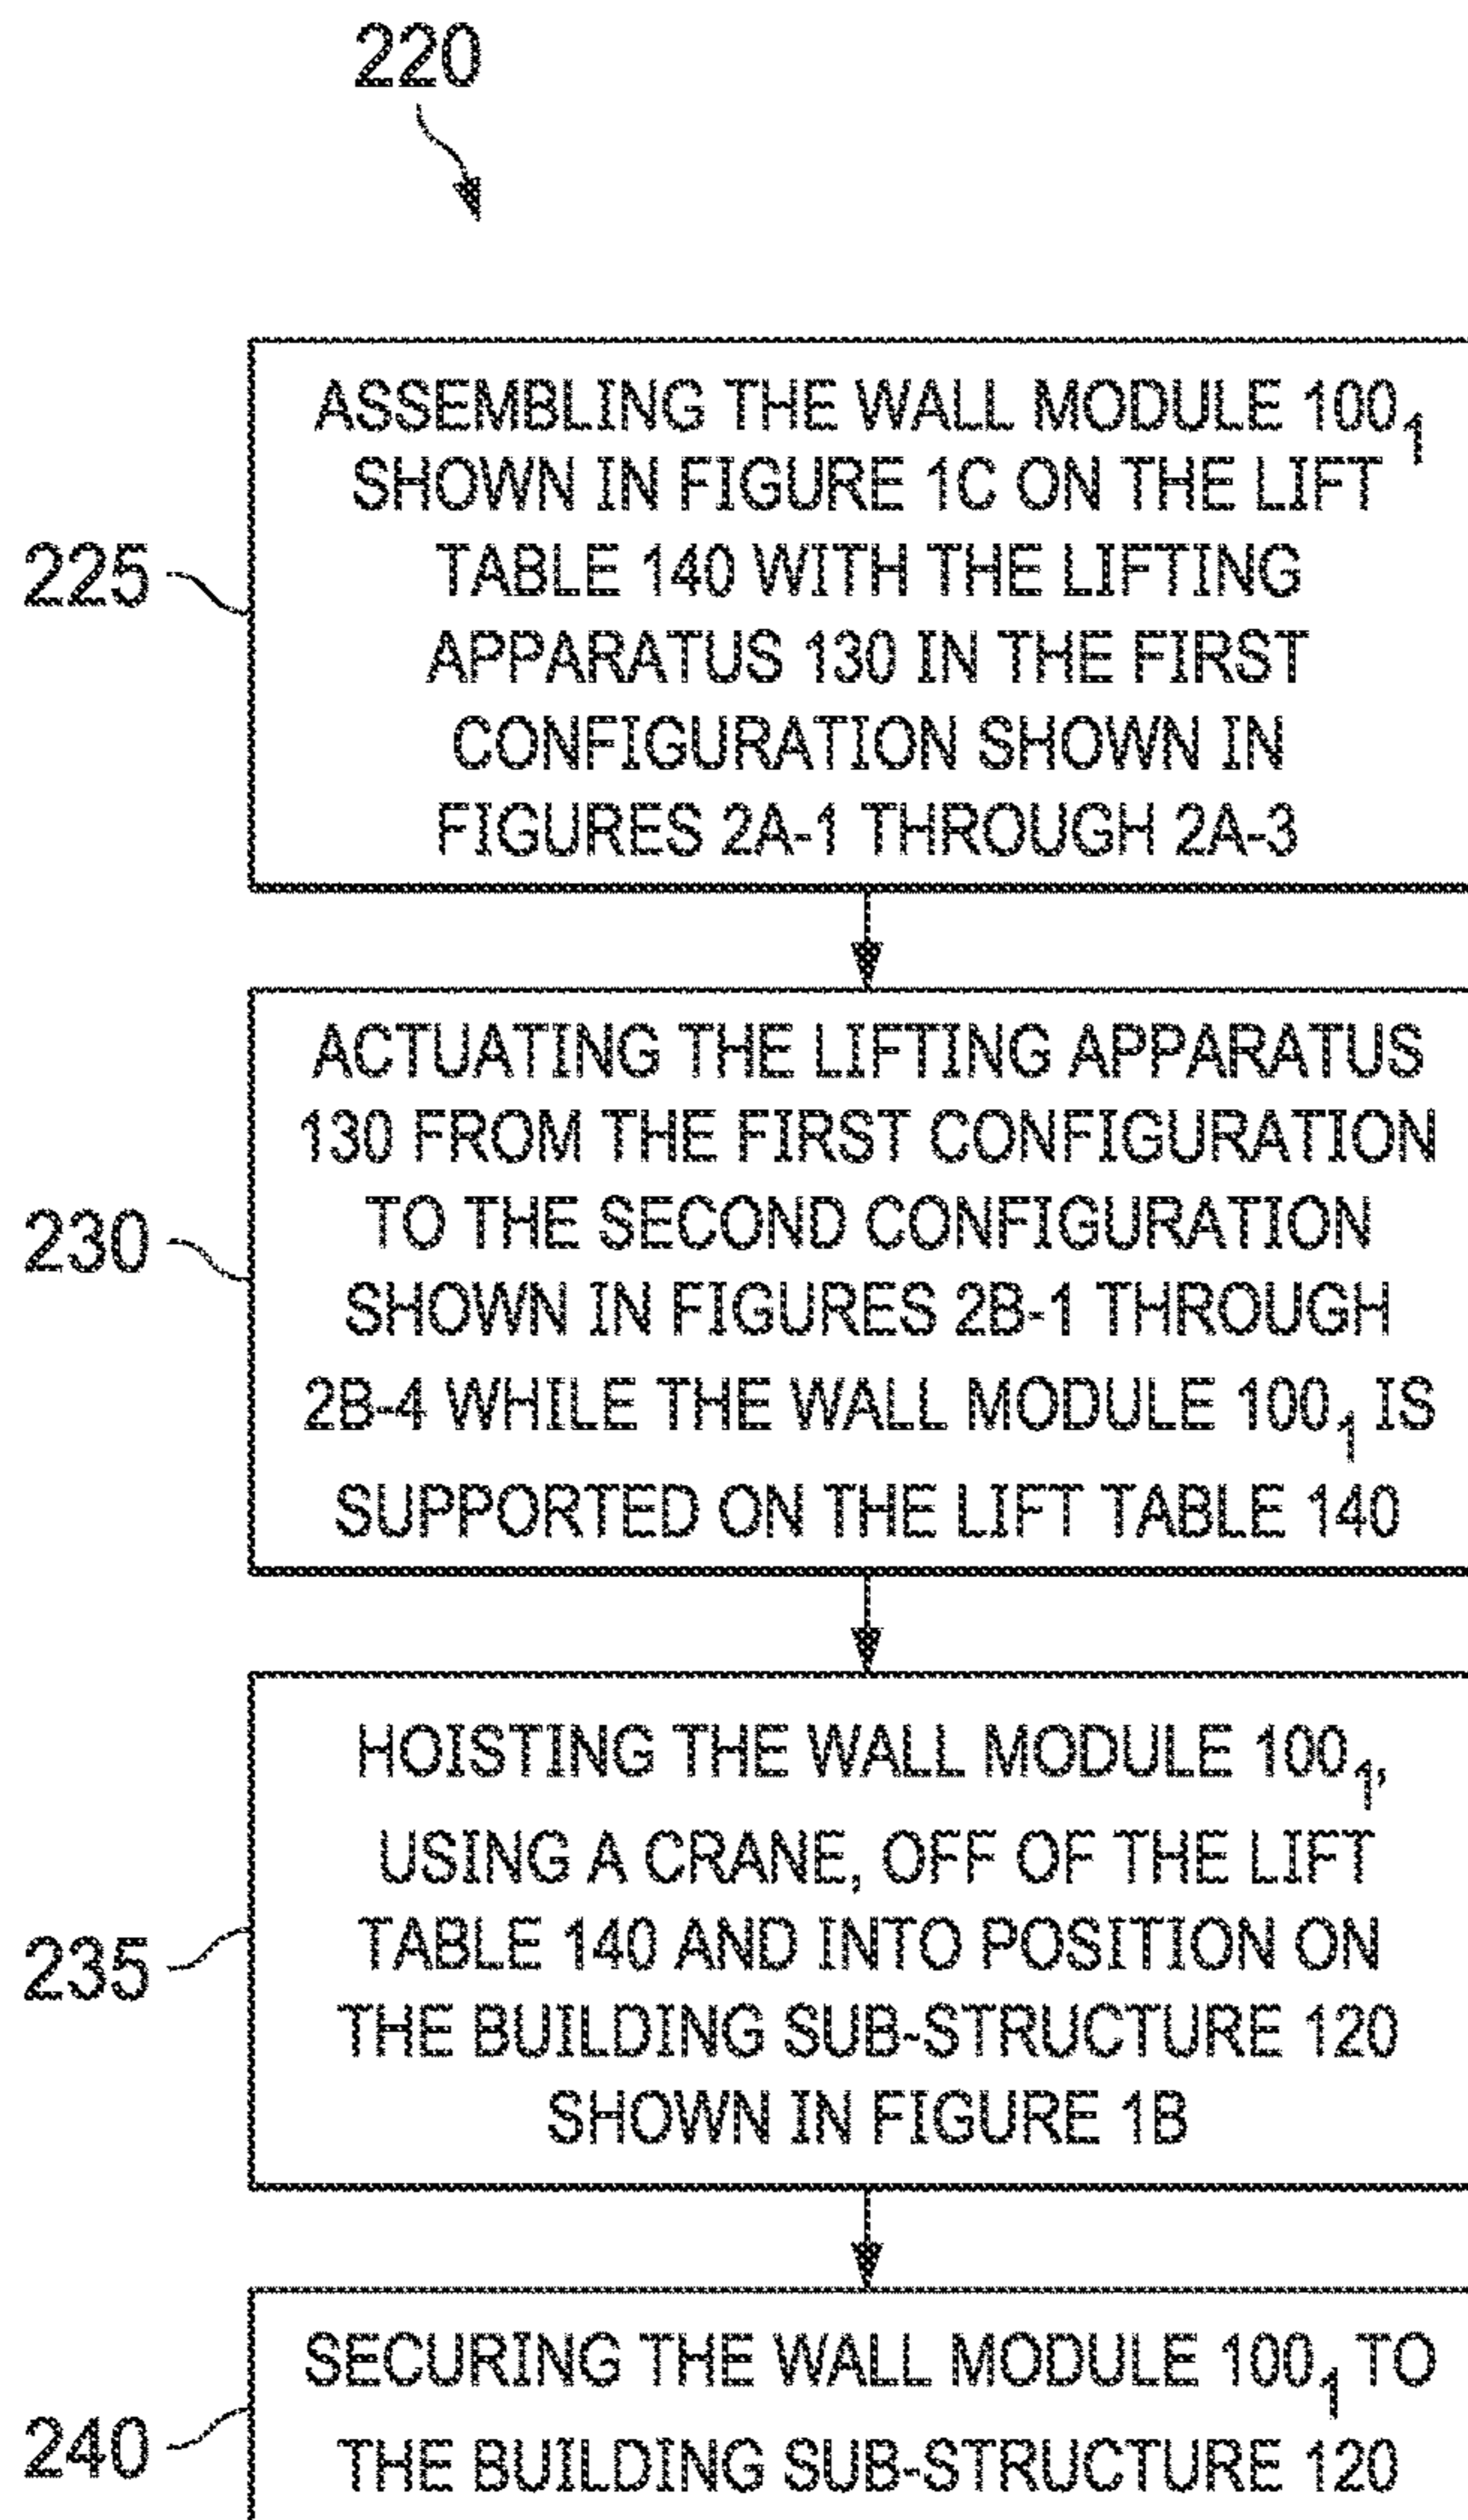 220
225
ASSEMBLING THE WALL MODULE 100₁
SHOWN IN FIGURE 1C ON THE LIFT
TABLE 140 WITH THE LIFTING
APPARATUS 130 IN THE FIRST
CONFIGURATION SHOWN IN
FIGURES 2A-1 THROUGH 2A-3
230
ACTUATING THE LIFTING APPARATUS
130 FROM THE FIRST CONFIGURATION
TO THE SECOND CONFIGURATION
SHOWN IN FIGURES 2B-1 THROUGH
2B-4 WHILE THE WALL MODULE 100₁ IS
SUPPORTED ON THE LIFT TABLE 140
235
HOISTING THE WALL MODULE 100₁,
USING A CRANE, OFF OF THE LIFT
TABLE 140 AND INTO POSITION ON
THE BUILDING SUB-STRUCTURE 120
SHOWN IN FIGURE 1B
240
SECURING THE WALL MODULE 100₁ TO
THE BUILDING SUB-STRUCTURE 120